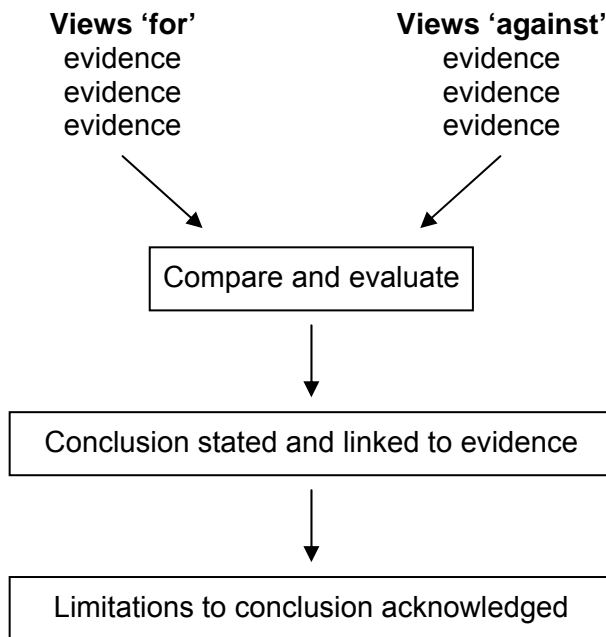 Views ‘for’
evidence
evidence
evidence
Views ‘against’
evidence
evidence
evidence
Compare and evaluate
Conclusion stated and linked to evidence
Limitations to conclusion acknowledged